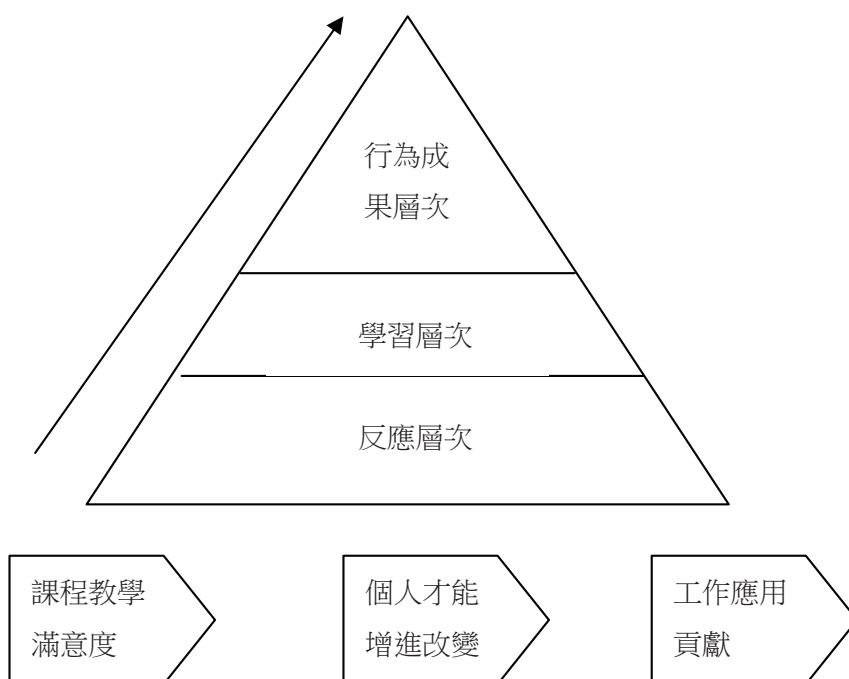 行為成
果層次
學習層次
反應層次
課程教學
滿意度
個人才能
增進改變
工作應用
貢獻